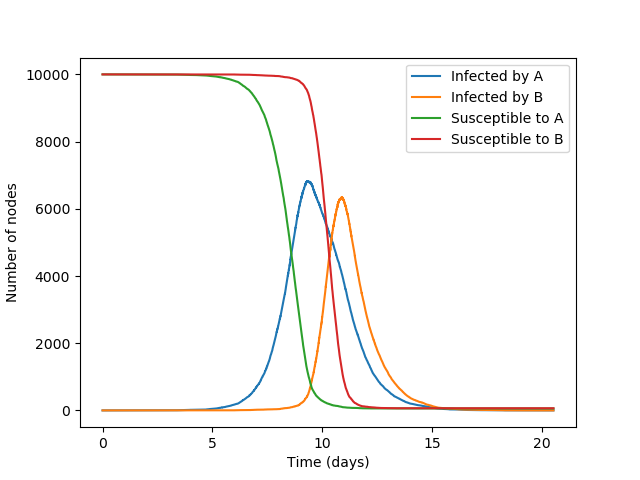 Infected by A
Infected by B
Susceptible to A
Susceptible to B
Number of nodes
10000
8000
6000
4000
2000
0
0 5 10 15 20
Time (days)